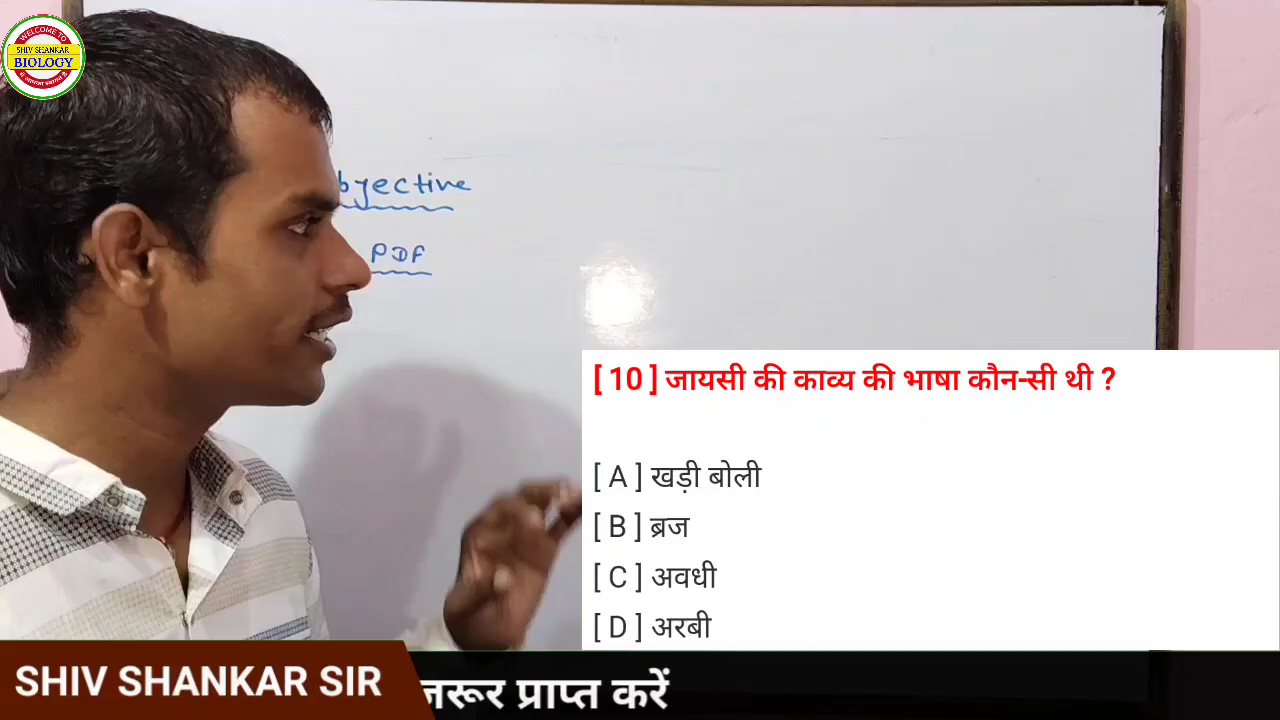 WELCOME TO
SHIV SHANKAR
BIOLOGY
bjective
PDF
[ 10 ] जायसी की काव्य की भाषा कौन-सी थी ?
[ A ] खड़ी बोली
[ B ] ब्रज
[ C ] अवधी
[ D ] अरबी
SHIV SHANKAR SIR
जरूर प्राप्त करें